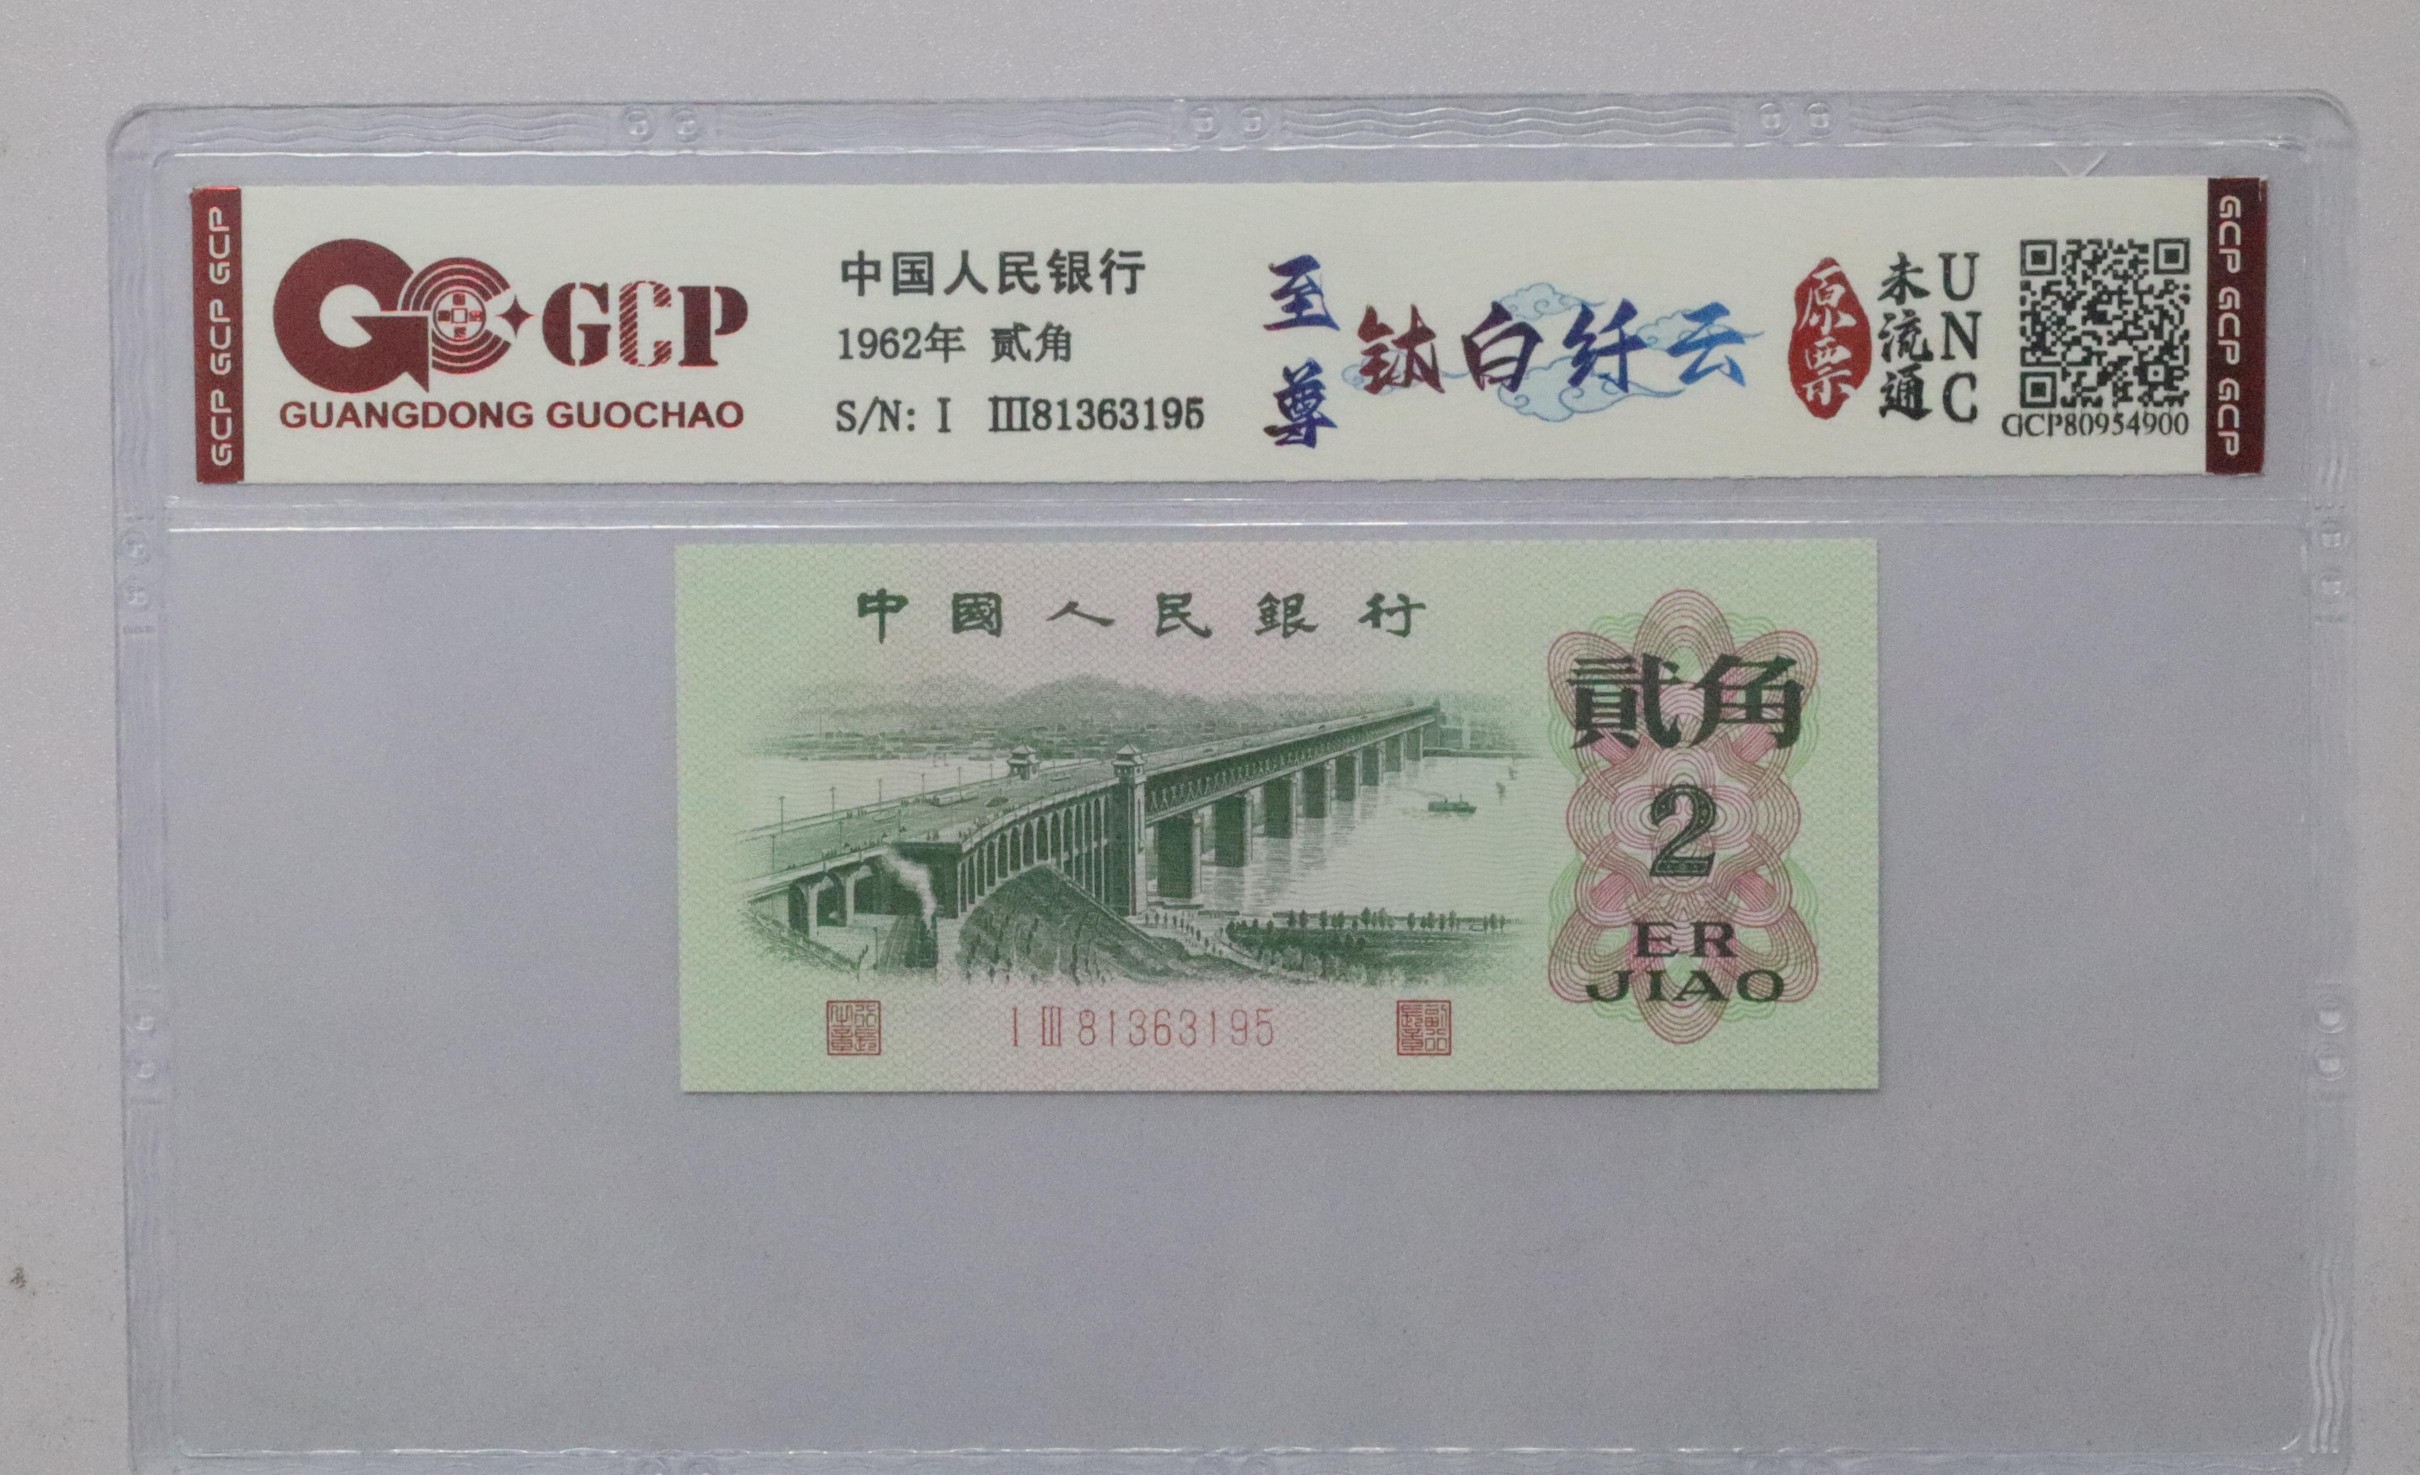 GCP GCP GCP
GCP
GUANGDONG GUOCHAO
中国人民银行
1962年 贰角
S/N: I III81363195
至尊
钛白纤云
原票
未流通
UNC
GCP80954900
GCP GCP GCP
中國人民銀行
貳角
2
ER
JIAO
I III 81363195